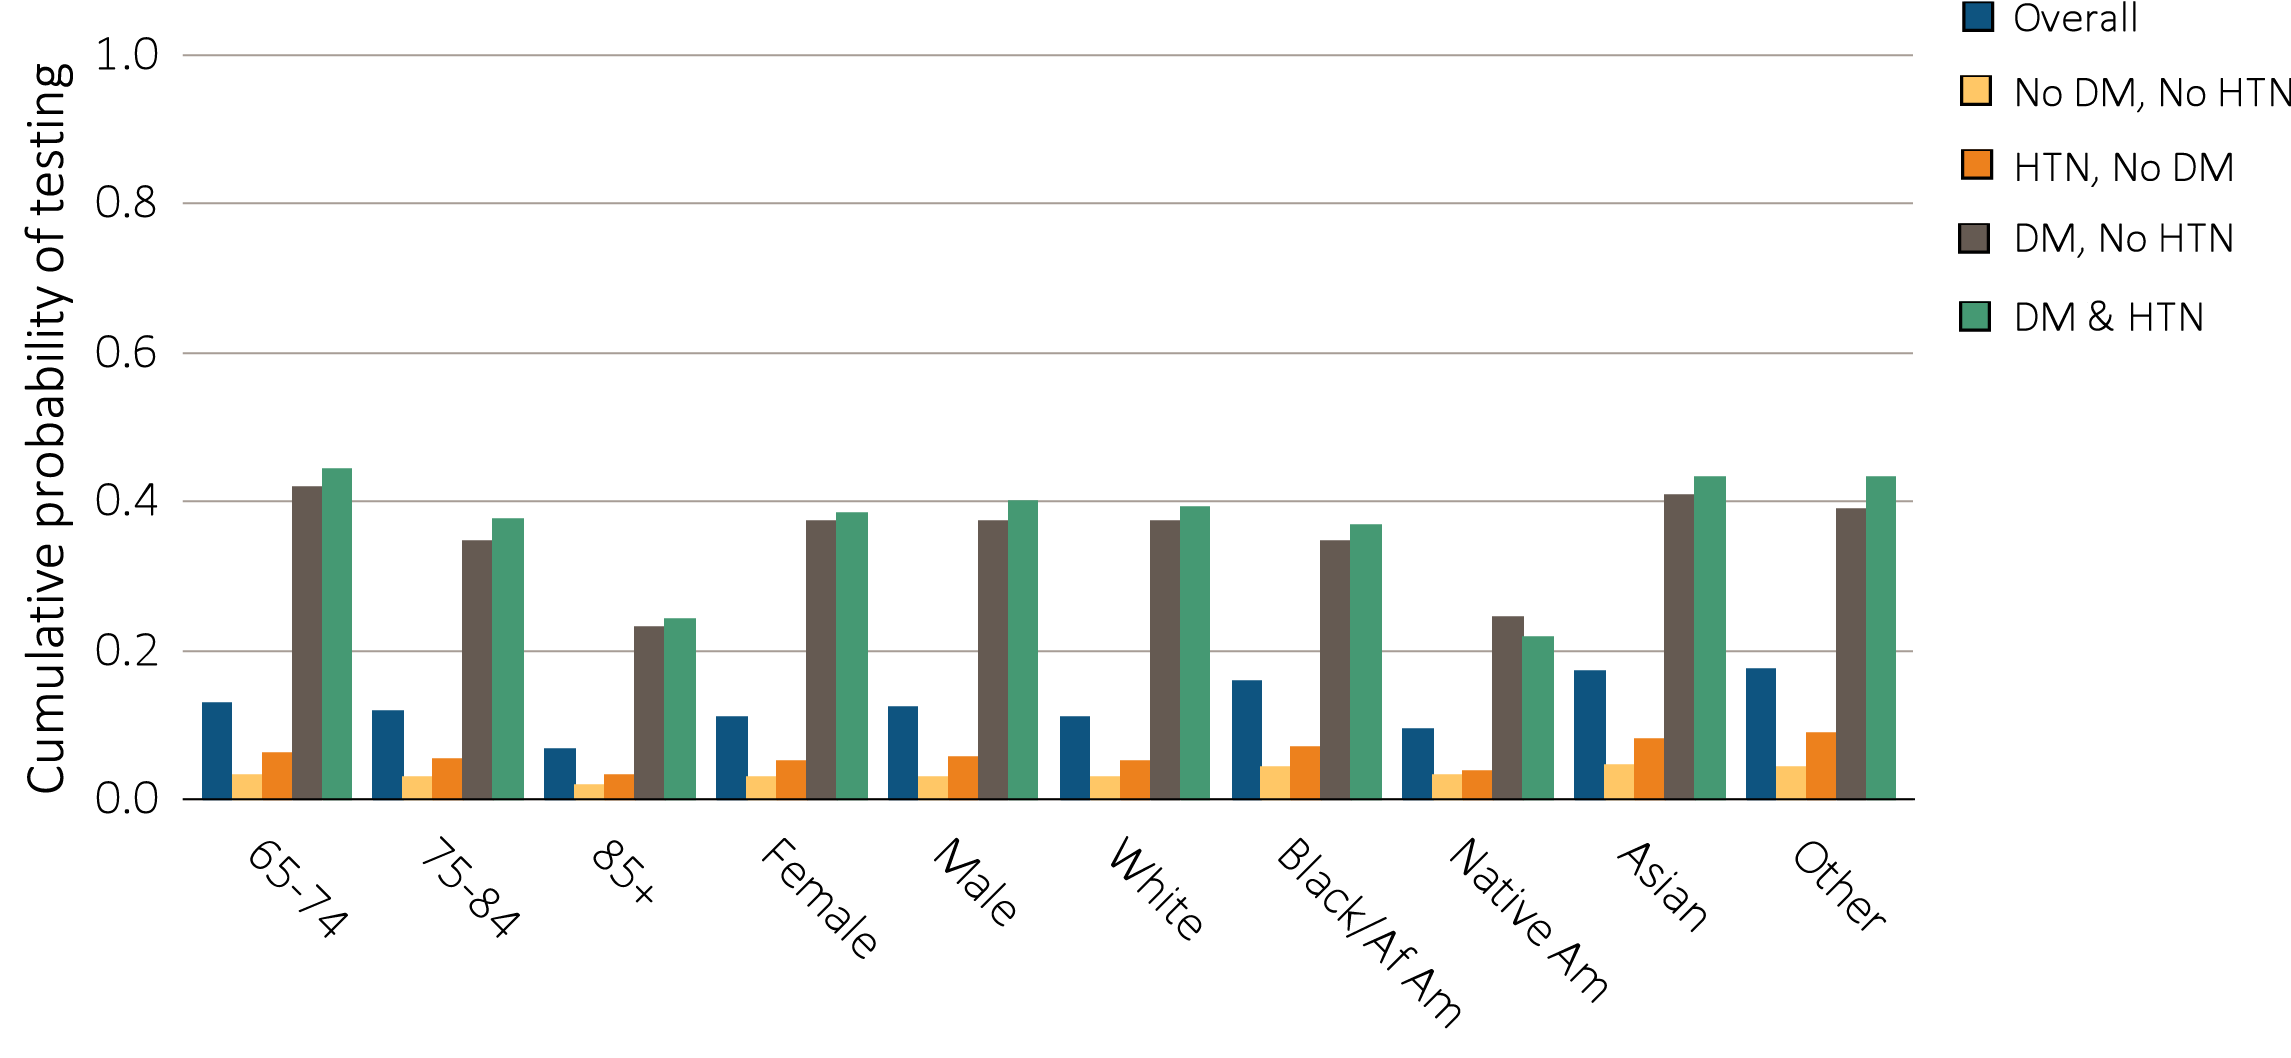 Cumulative probability of testing
1.0
0.8
0.6
0.4
0.2
0.0
65-74
75-84
85+
Female
Male
White
Black/Af Am
Native Am
Asian
Other
Overall
No DM, No HTN
HTN, No DM
DM, No HTN
DM & HTN